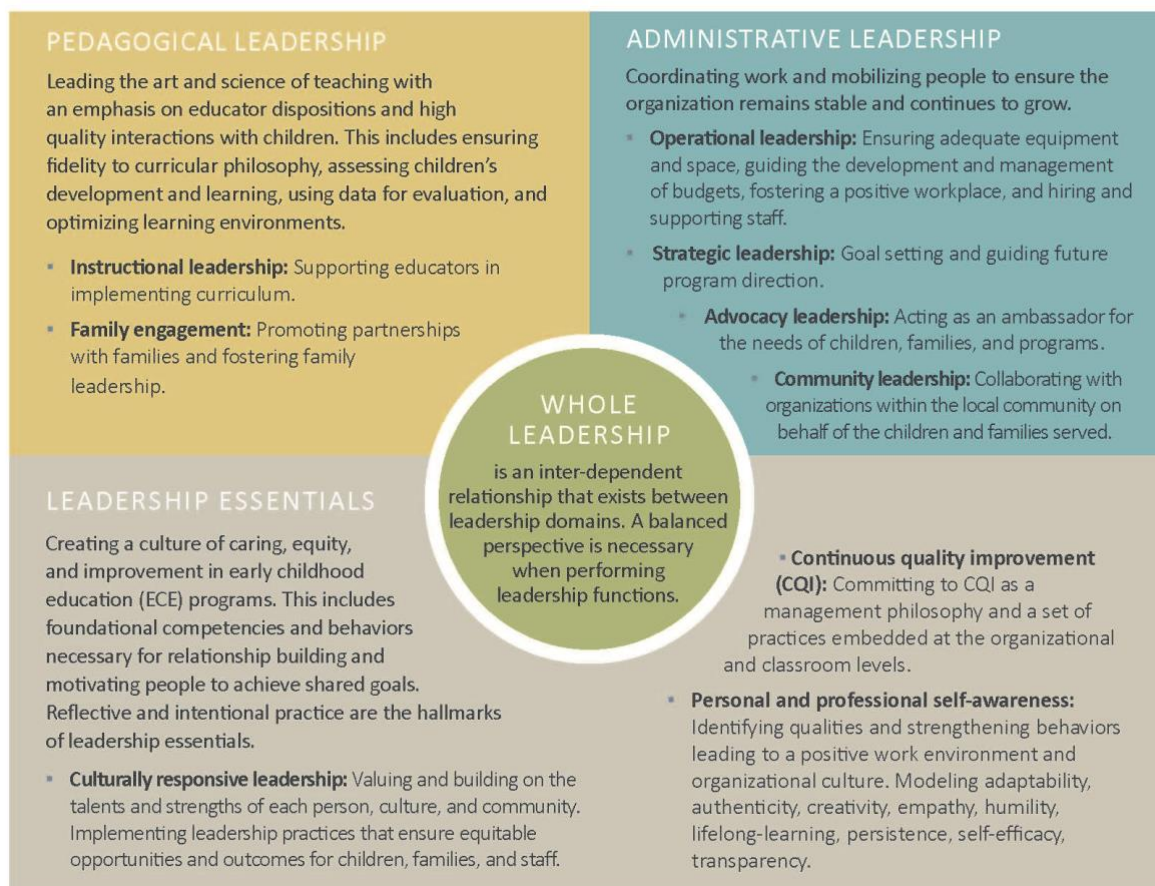 PEDAGOGICAL LEADERSHIP
Leading the art and science of teaching with
an emphasis on educator dispositions and high
quality interactions with children. This includes ensuring
fidelity to curricular philosophy, assessing children's
development and learning, using data for evaluation, and
optimizing learning environments.
▪ Instructional leadership: Supporting educators in
implementing curriculum.
▪ Family engagement: Promoting partnerships
with families and fostering family
leadership.
ADMINISTRATIVE LEADERSHIP
Coordinating work and mobilizing people to ensure the
organization remains stable and continues to grow.
▪ Operational leadership: Ensuring adequate equipment
and space, guiding the development and management
of budgets, fostering a positive workplace, and hiring and
supporting staff.
▪ Strategic leadership: Goal setting and guiding future
program direction.
▪ Advocacy leadership: Acting as an ambassador for
the needs of children, families, and programs.
▪ Community leadership: Collaborating with
organizations within the local community on
behalf of the children and families served.
WHOLE
LEADERSHIP
is an inter-dependent
relationship that exists between
leadership domains. A balanced
perspective is necessary
when performing
leadership functions.
LEADERSHIP ESSENTIALS
Creating a culture of caring, equity,
and improvement in early childhood
education (ECE) programs. This includes
foundational competencies and behaviors
necessary for relationship building and
motivating people to achieve shared goals.
Reflective and intentional practice are the hallmarks
of leadership essentials.
▪ Culturally responsive leadership: Valuing and building on the
talents and strengths of each person, culture, and community.
Implementing leadership practices that ensure equitable
opportunities and outcomes for children, families, and staff.
▪ Continuous quality improvement
(CQI): Committing to CQI as a
management philosophy and a set of
practices embedded at the organizational
and classroom levels.
▪ Personal and professional self-awareness:
Identifying qualities and strengthening behaviors
leading to a positive work environment and
organizational culture. Modeling adaptability,
authenticity, creativity, empathy, humility,
lifelong-learning, persistence, self-efficacy,
transparency.